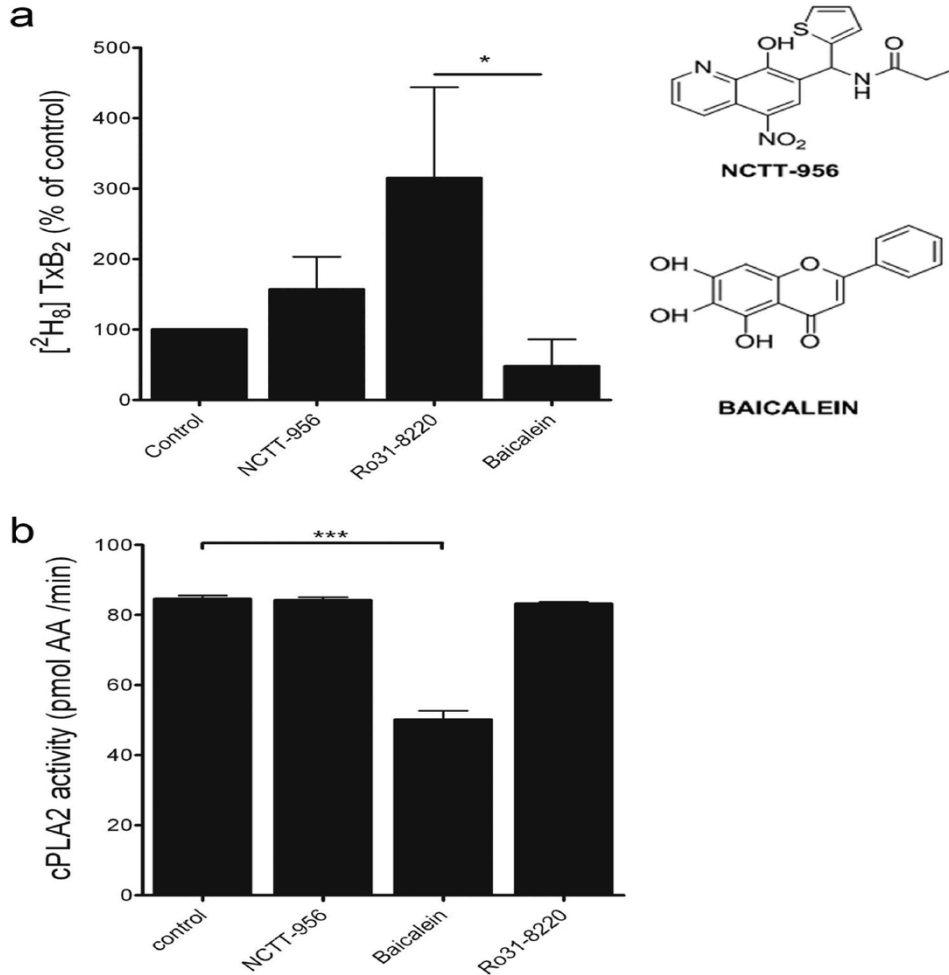 a
[²H₈] TxB₂ (% of control)
500
400
300
200
100
0
*
Control
NCTT-956
Ro31-8220
Baicalein
S
OH
O
N
N
H
NO₂
NCTT-956
OH
O
OH
OH
O
BAICALEIN
b
cPLA2 activity (pmol AA /min)
100
80
60
40
20
0
***
control
NCTT-956
Baicalein
Ro31-8220